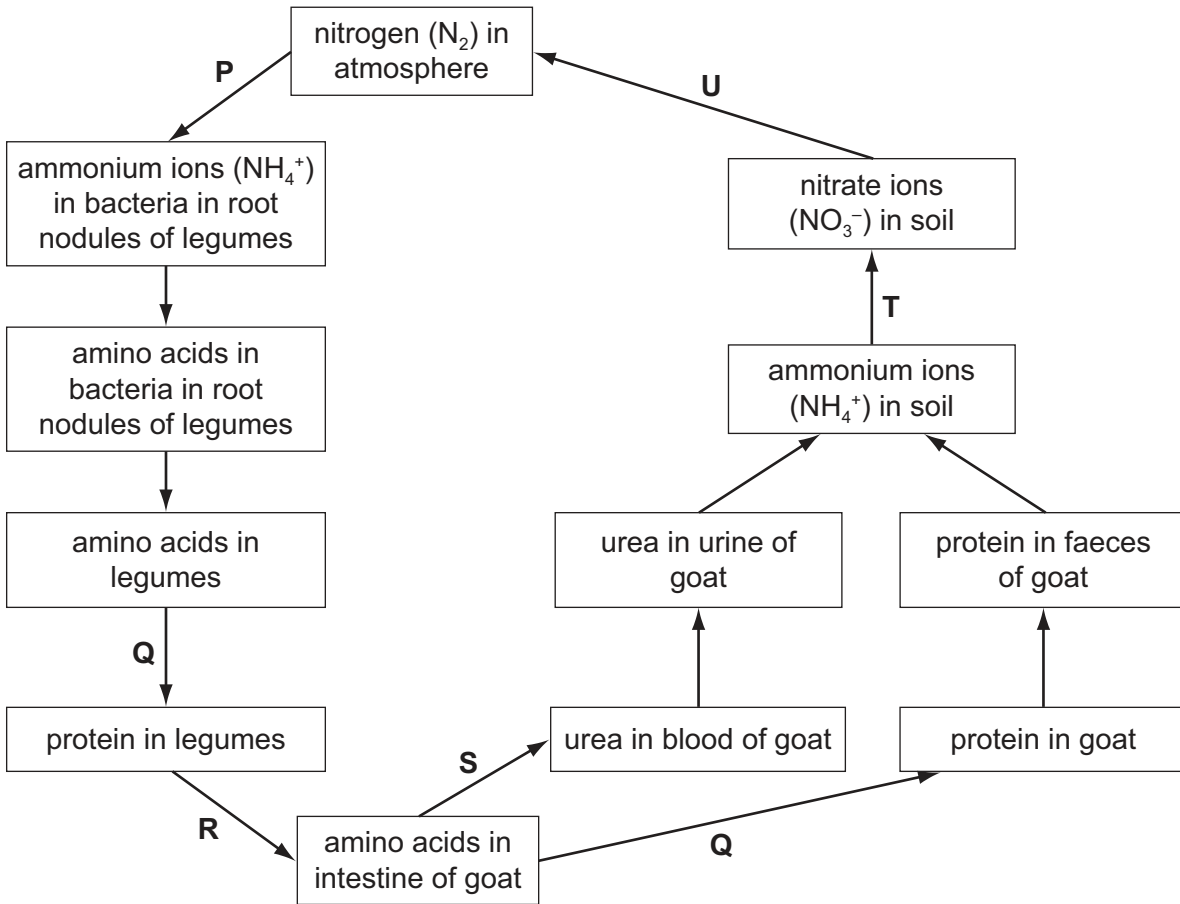 nitrogen (N₂) in
atmosphere
P
U
ammonium ions (NH₄⁺)
in bacteria in root
nodules of legumes
nitrate ions
(NO₃⁻) in soil
T
amino acids in
bacteria in root
nodules of legumes
ammonium ions
(NH₄⁺) in soil
amino acids in
legumes
urea in urine of
goat
protein in faeces
of goat
Q
protein in legumes
urea in blood of goat
protein in goat
S
R
Q
amino acids in
intestine of goat